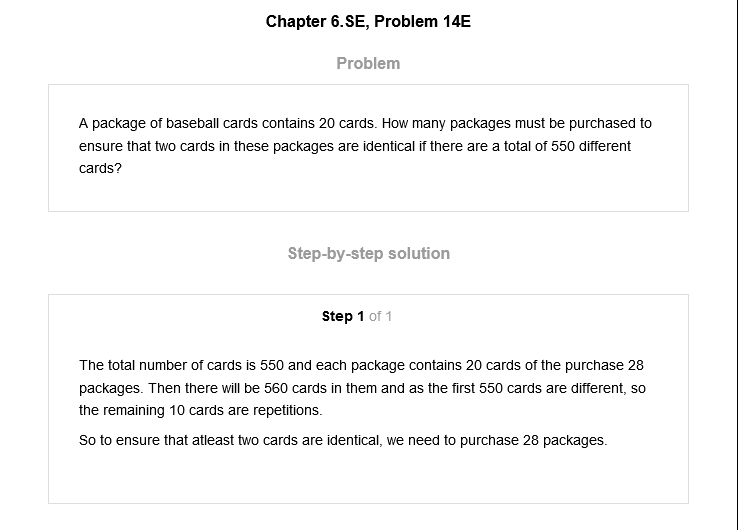 Chapter 6.SE, Problem 14E
Problem
A package of baseball cards contains 20 cards. How many packages must be purchased to
ensure that two cards in these packages are identical if there are a total of 550 different
cards?
Step-by-step solution
Step 1 of 1
The total number of cards is 550 and each package contains 20 cards of the purchase 28
packages. Then there will be 560 cards in them and as the first 550 cards are different, so
the remaining 10 cards are repetitions.
So to ensure that atleast two cards are identical, we need to purchase 28 packages.